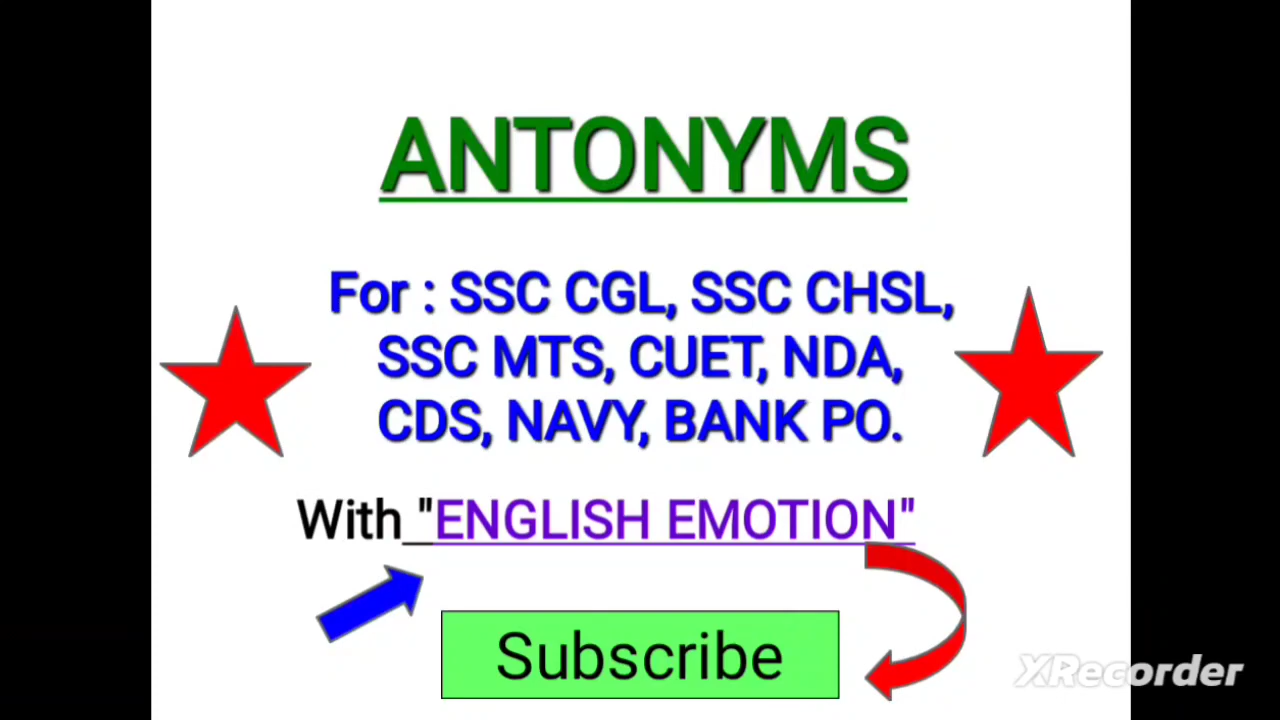 ANTONYMS
For : SSC CGL, SSC CHSL,
SSC MTS, CUET, NDA,
CDS, NAVY, BANK PO.
With "ENGLISH EMOTION"
Subscribe
XRecorder